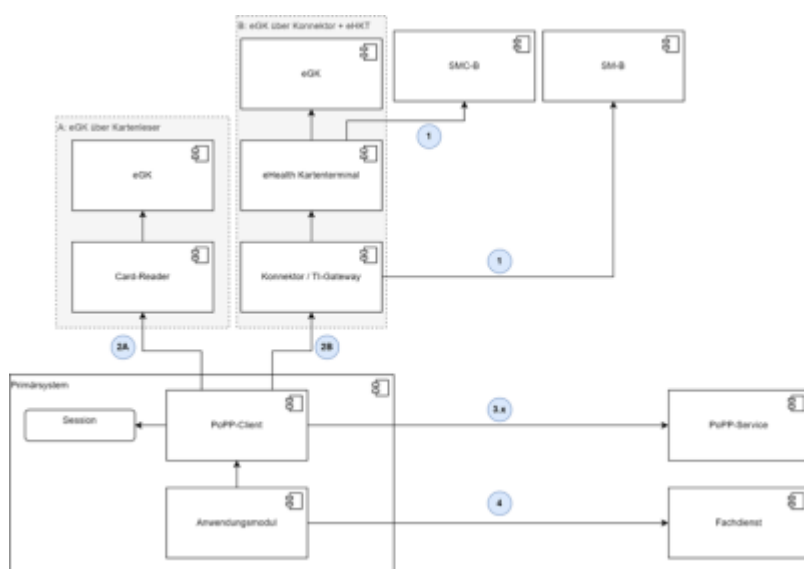 B: eGK über Konnektor + eHKT
eGK
SMC-B
SM-B
A: eGK über Kartenleser
1
eGK
eHealth Kartenterminal
Card-Reader
Konnektor / TI-Gateway
1
2A
2B
Primärsystem
Session
PoPP-Client
3.x
PoPP-Service
Anwendungsmodul
4
Fachdienst